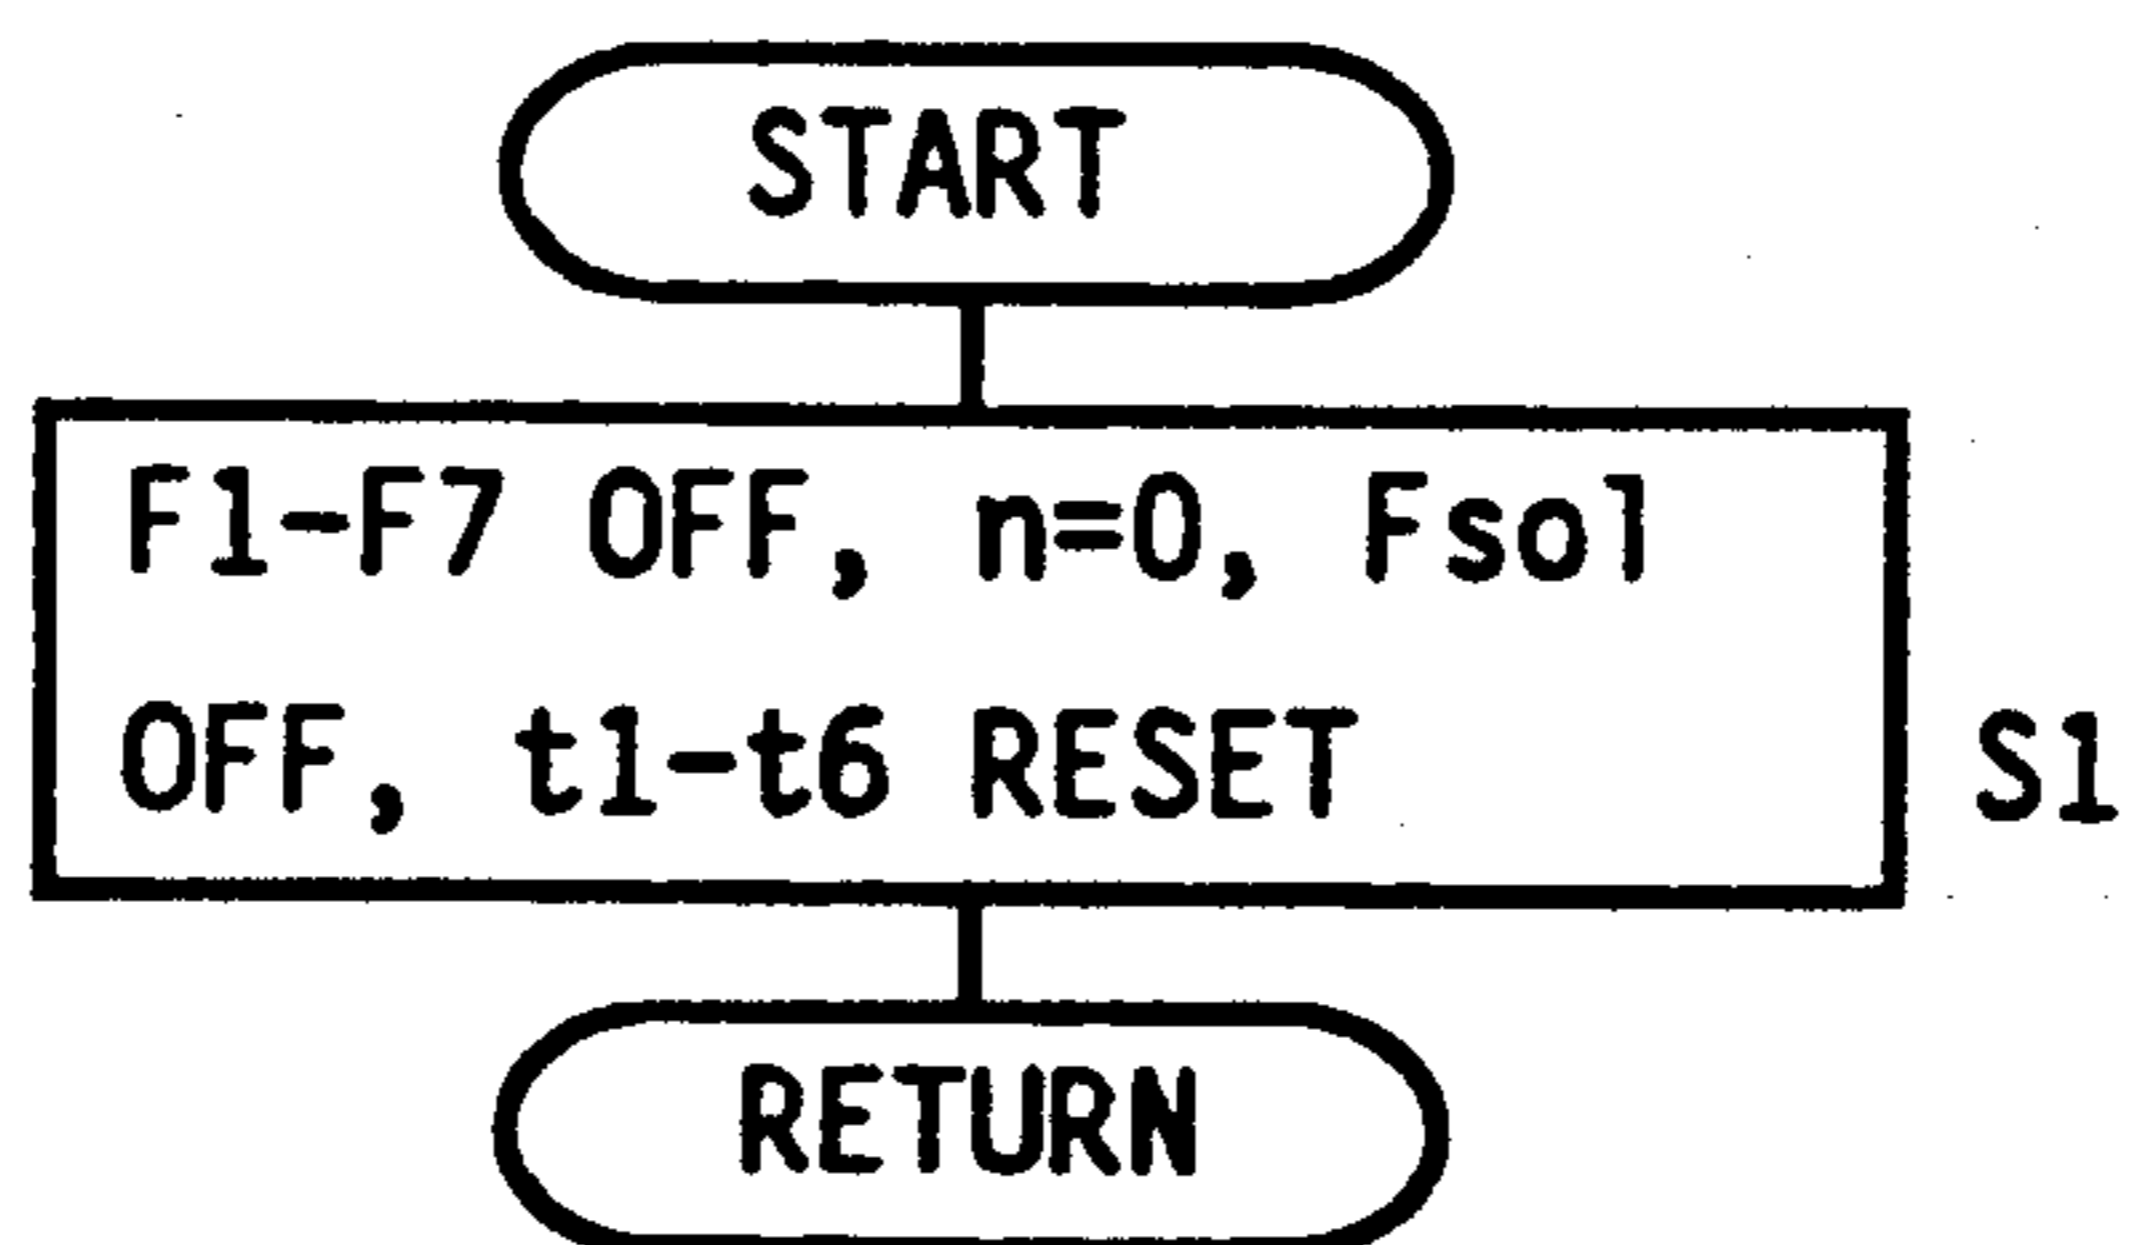 START
F1-F7 OFF, n=0, Fsol
OFF, t1-t6 RESET
S1
RETURN